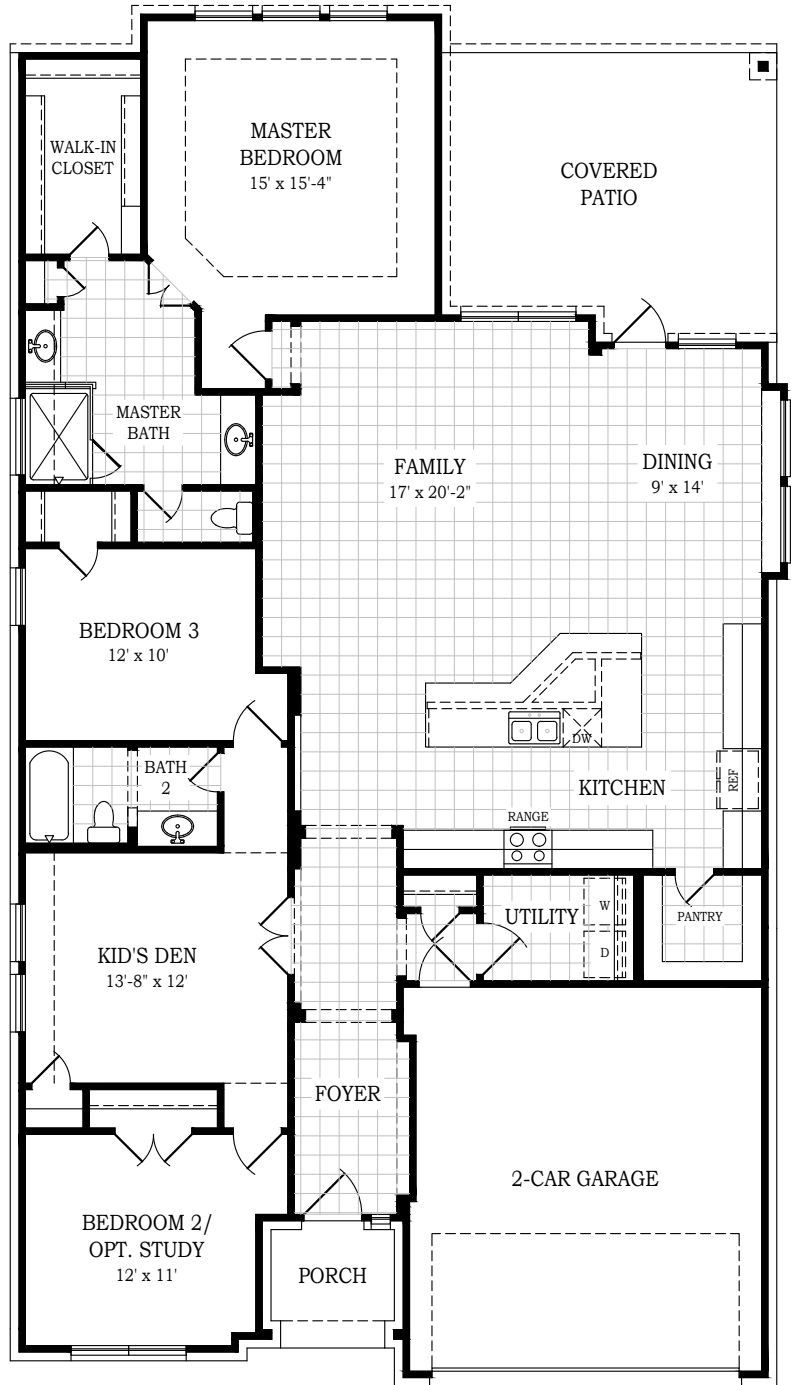 MASTER
BEDROOM
15' x 15'-4"
WALK-IN
CLOSET
COVERED
PATIO
MASTER
BATH
FAMILY
17' x 20'-2"
DINING
9' x 14'
BEDROOM 3
12' x 10'
DW
BATH
2
KITCHEN
REF
RANGE
UTILITY
W
D
PANTRY
KID'S DEN
13'-8" x 12'
FOYER
2-CAR GARAGE
BEDROOM 2/
OPT. STUDY
12' x 11'
PORCH